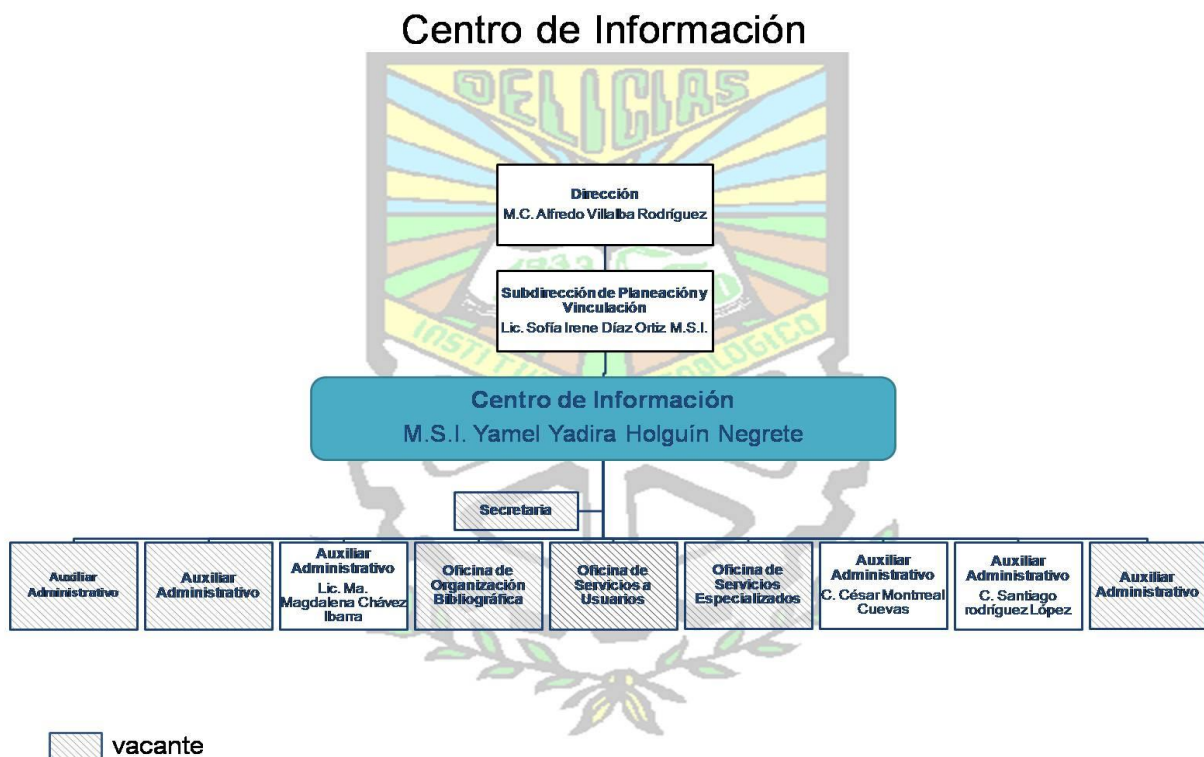 Centro de Información
DELICIAS
Dirección
M.C. Alfredo Villalba Rodríguez
Subdirección de Planeación y
Vinculación
Lic. Sofía Irene Díaz Ortiz M.S.I.
Centro de Información
M.S.I. Yamel Yadira Holguín Negrete
Secretaria
Auxiliar
Administrativo
Auxiliar
Administrativo
Auxiliar
Administrativo
Lic. Ma.
Magdalena Chávez
Ibarra
Oficina de
Organización
Bibliográfica
Oficina de
Servicios a
Usuarios
Oficina de
Servicios
Especializados
Auxiliar
Administrativo
C. César Montrreal
Cuevas
Auxiliar
Administrativo
C. Santiago
rodríguez López
Auxiliar
Administrativo
vacante